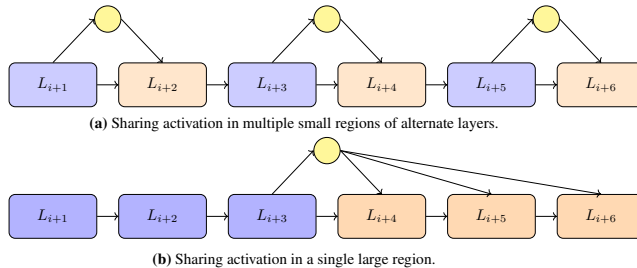 L_{i+1} L_{i+2} L_{i+3} L_{i+4} L_{i+5} L_{i+6}
(a) Sharing activation in multiple small regions of alternate layers.
L_{i+1} L_{i+2} L_{i+3} L_{i+4} L_{i+5} L_{i+6}
(b) Sharing activation in a single large region.